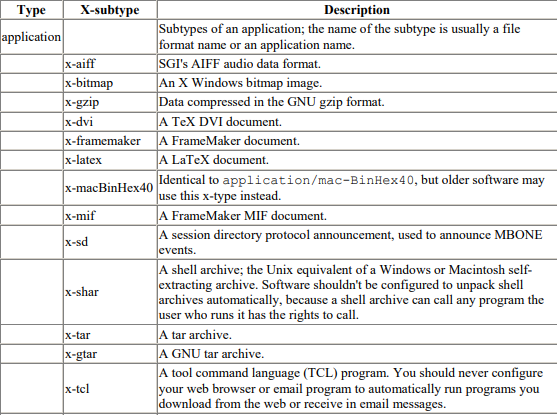 Type X-subtype Description
application Subtypes of an application; the name of the subtype is usually a file
format name or an application name.
x-aiff SGI's AIFF audio data format.
x-bitmap An X Windows bitmap image.
x-gzip Data compressed in the GNU gzip format.
x-dvi A TeX DVI document.
x-framemaker A FrameMaker document.
x-latex A LaTeX document.
x-macBinHex40 Identical to application/mac-BinHex40, but older software may
use this x-type instead.
x-mif A FrameMaker MIF document.
x-sd A session directory protocol announcement, used to announce MBONE
events.
x-shar A shell archive; the Unix equivalent of a Windows or Macintosh self-
extracting archive. Software shouldn't be configured to unpack shell
archives automatically, because a shell archive can call any program the
user who runs it has the rights to call.
x-tar A tar archive.
x-gtar A GNU tar archive.
x-tcl A tool command language (TCL) program. You should never configure
your web browser or email program to automatically run programs you
download from the web or receive in email messages.